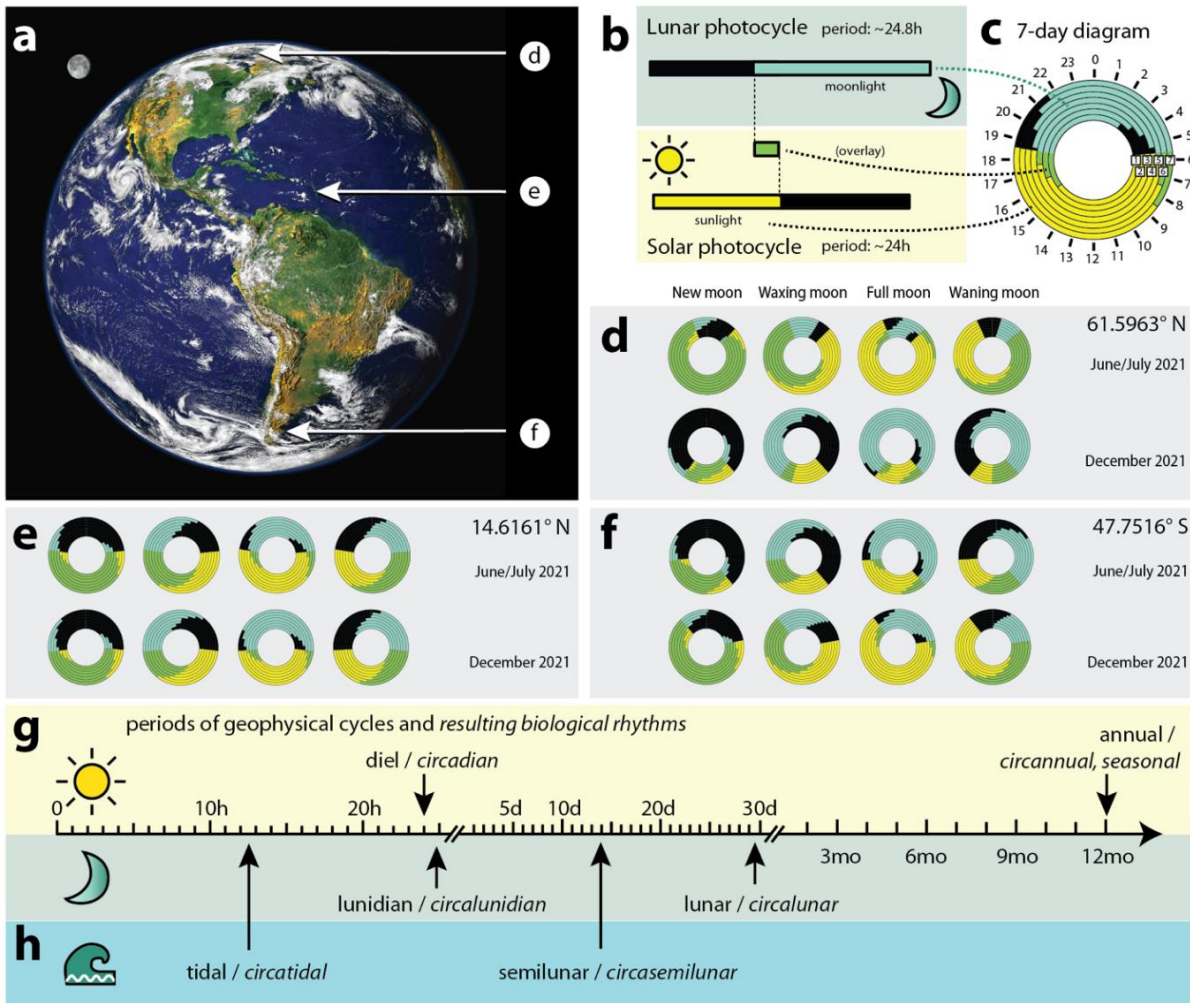 a
d
e
f
b
Lunar photocycle period: ~24.8h
moonlight
(overlay)
sunlight
Solar photocycle period: ~24h
c 7-day diagram
0
1
2
3
4
5
6
7
8
9
10
11
12
13
14
15
16
17
18
19
20
21
22
23
1 3 5 7
2 4 6
New moon Waxing moon Full moon Waning moon
d
61.5963° N
June/July 2021
December 2021
e
14.6161° N
June/July 2021
December 2021
f
47.7516° S
June/July 2021
December 2021
g
periods of geophysical cycles and resulting biological rhythms
diel / circadian
annual /
circannual, seasonal
0 10h 20h 5d 10d 20d 30d
3mo 6mo 9mo 12mo
lunidian / circalunidian
lunar / circalunar
h
tidal / circatidal
semilunar / circasemilunar